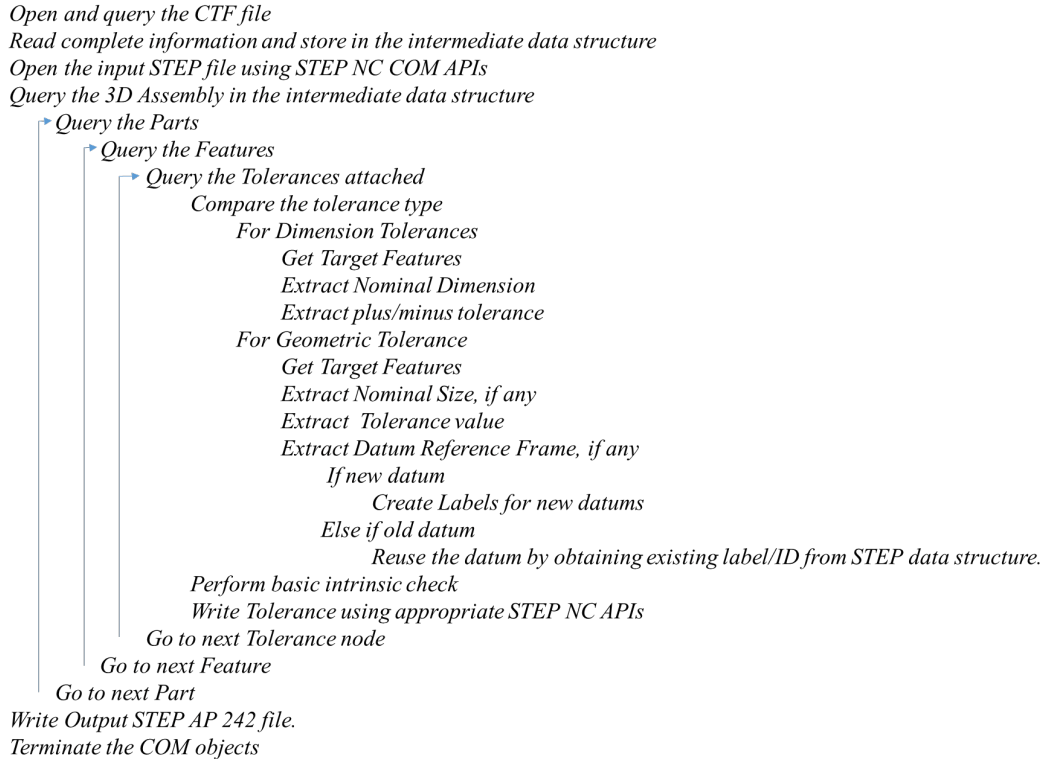 Open and query the CTF file
Read complete information and store in the intermediate data structure
Open the input STEP file using STEP NC COM APIs
Query the 3D Assembly in the intermediate data structure
Query the Parts
Query the Features
Query the Tolerances attached
Compare the tolerance type
For Dimension Tolerances
Get Target Features
Extract Nominal Dimension
Extract plus/minus tolerance
For Geometric Tolerance
Get Target Features
Extract Nominal Size, if any
Extract Tolerance value
Extract Datum Reference Frame, if any
If new datum
Create Labels for new datums
Else if old datum
Reuse the datum by obtaining existing label/ID from STEP data structure.
Perform basic intrinsic check
Write Tolerance using appropriate STEP NC APIs
Go to next Tolerance node
Go to next Feature
Go to next Part
Write Output STEP AP 242 file.
Terminate the COM objects